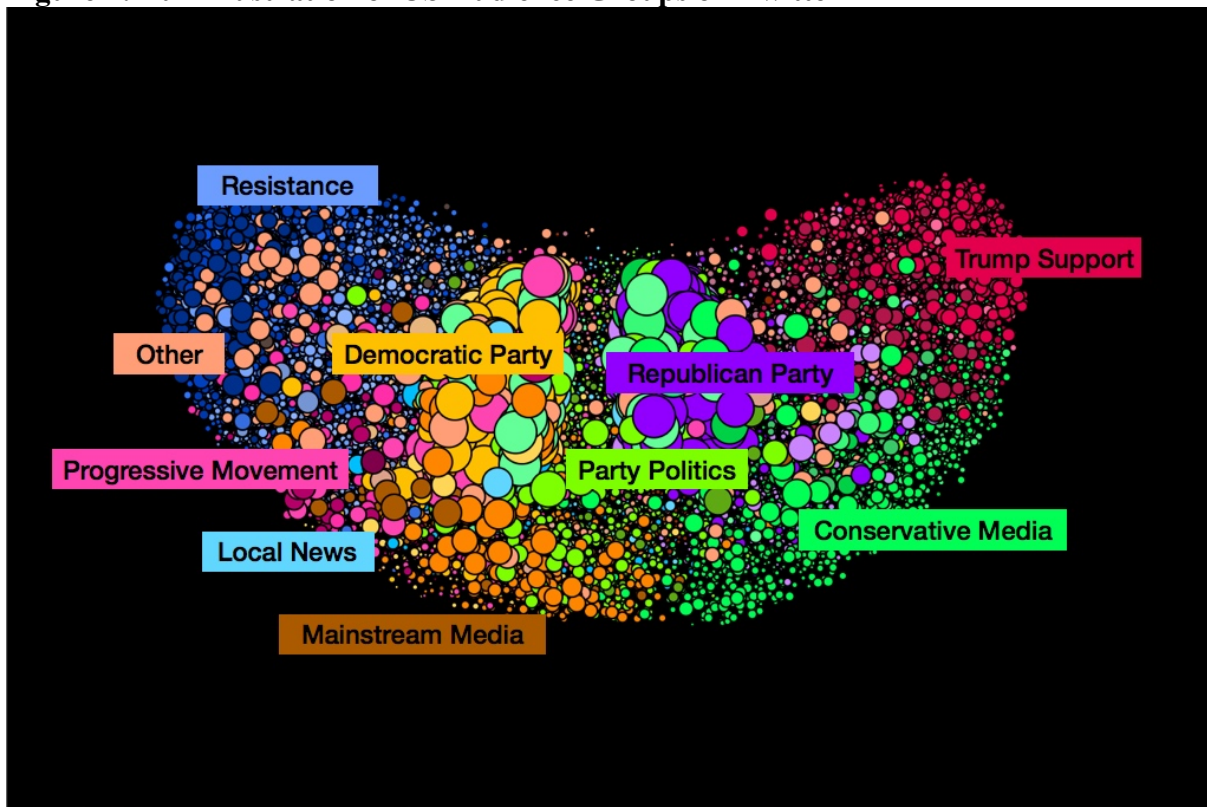 Resistance
Trump Support
Other
Democratic Party
Republican Party
Progressive Movement
Party Politics
Conservative Media
Local News
Mainstream Media